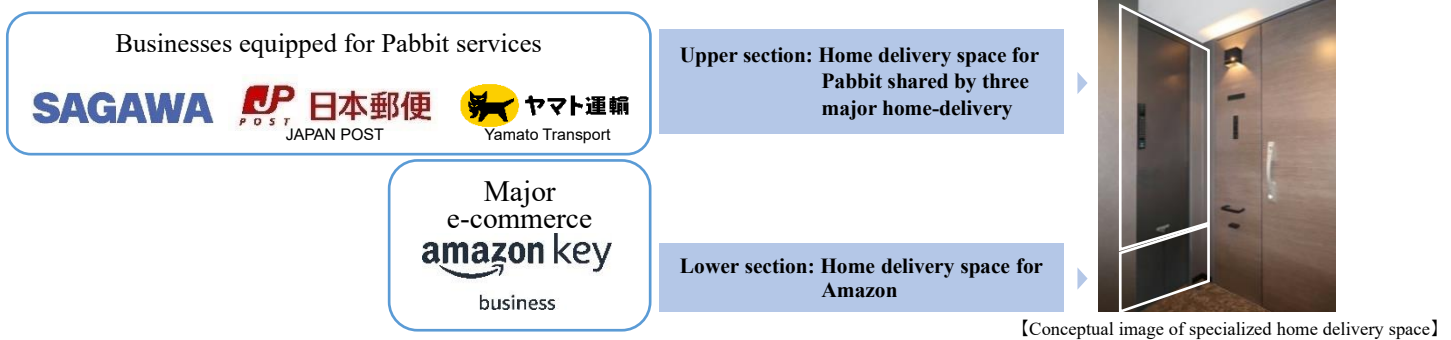 Businesses equipped for Pabbit services
SAGAWA
JP
POST
日本郵便
JAPAN POST
ヤマト運輸
Yamato Transport
Upper section: Home delivery space for
Pabbit shared by three
major home-delivery
Major
e-commerce
amazon key
business
Lower section: Home delivery space for
Amazon
【Conceptual image of specialized home delivery space】